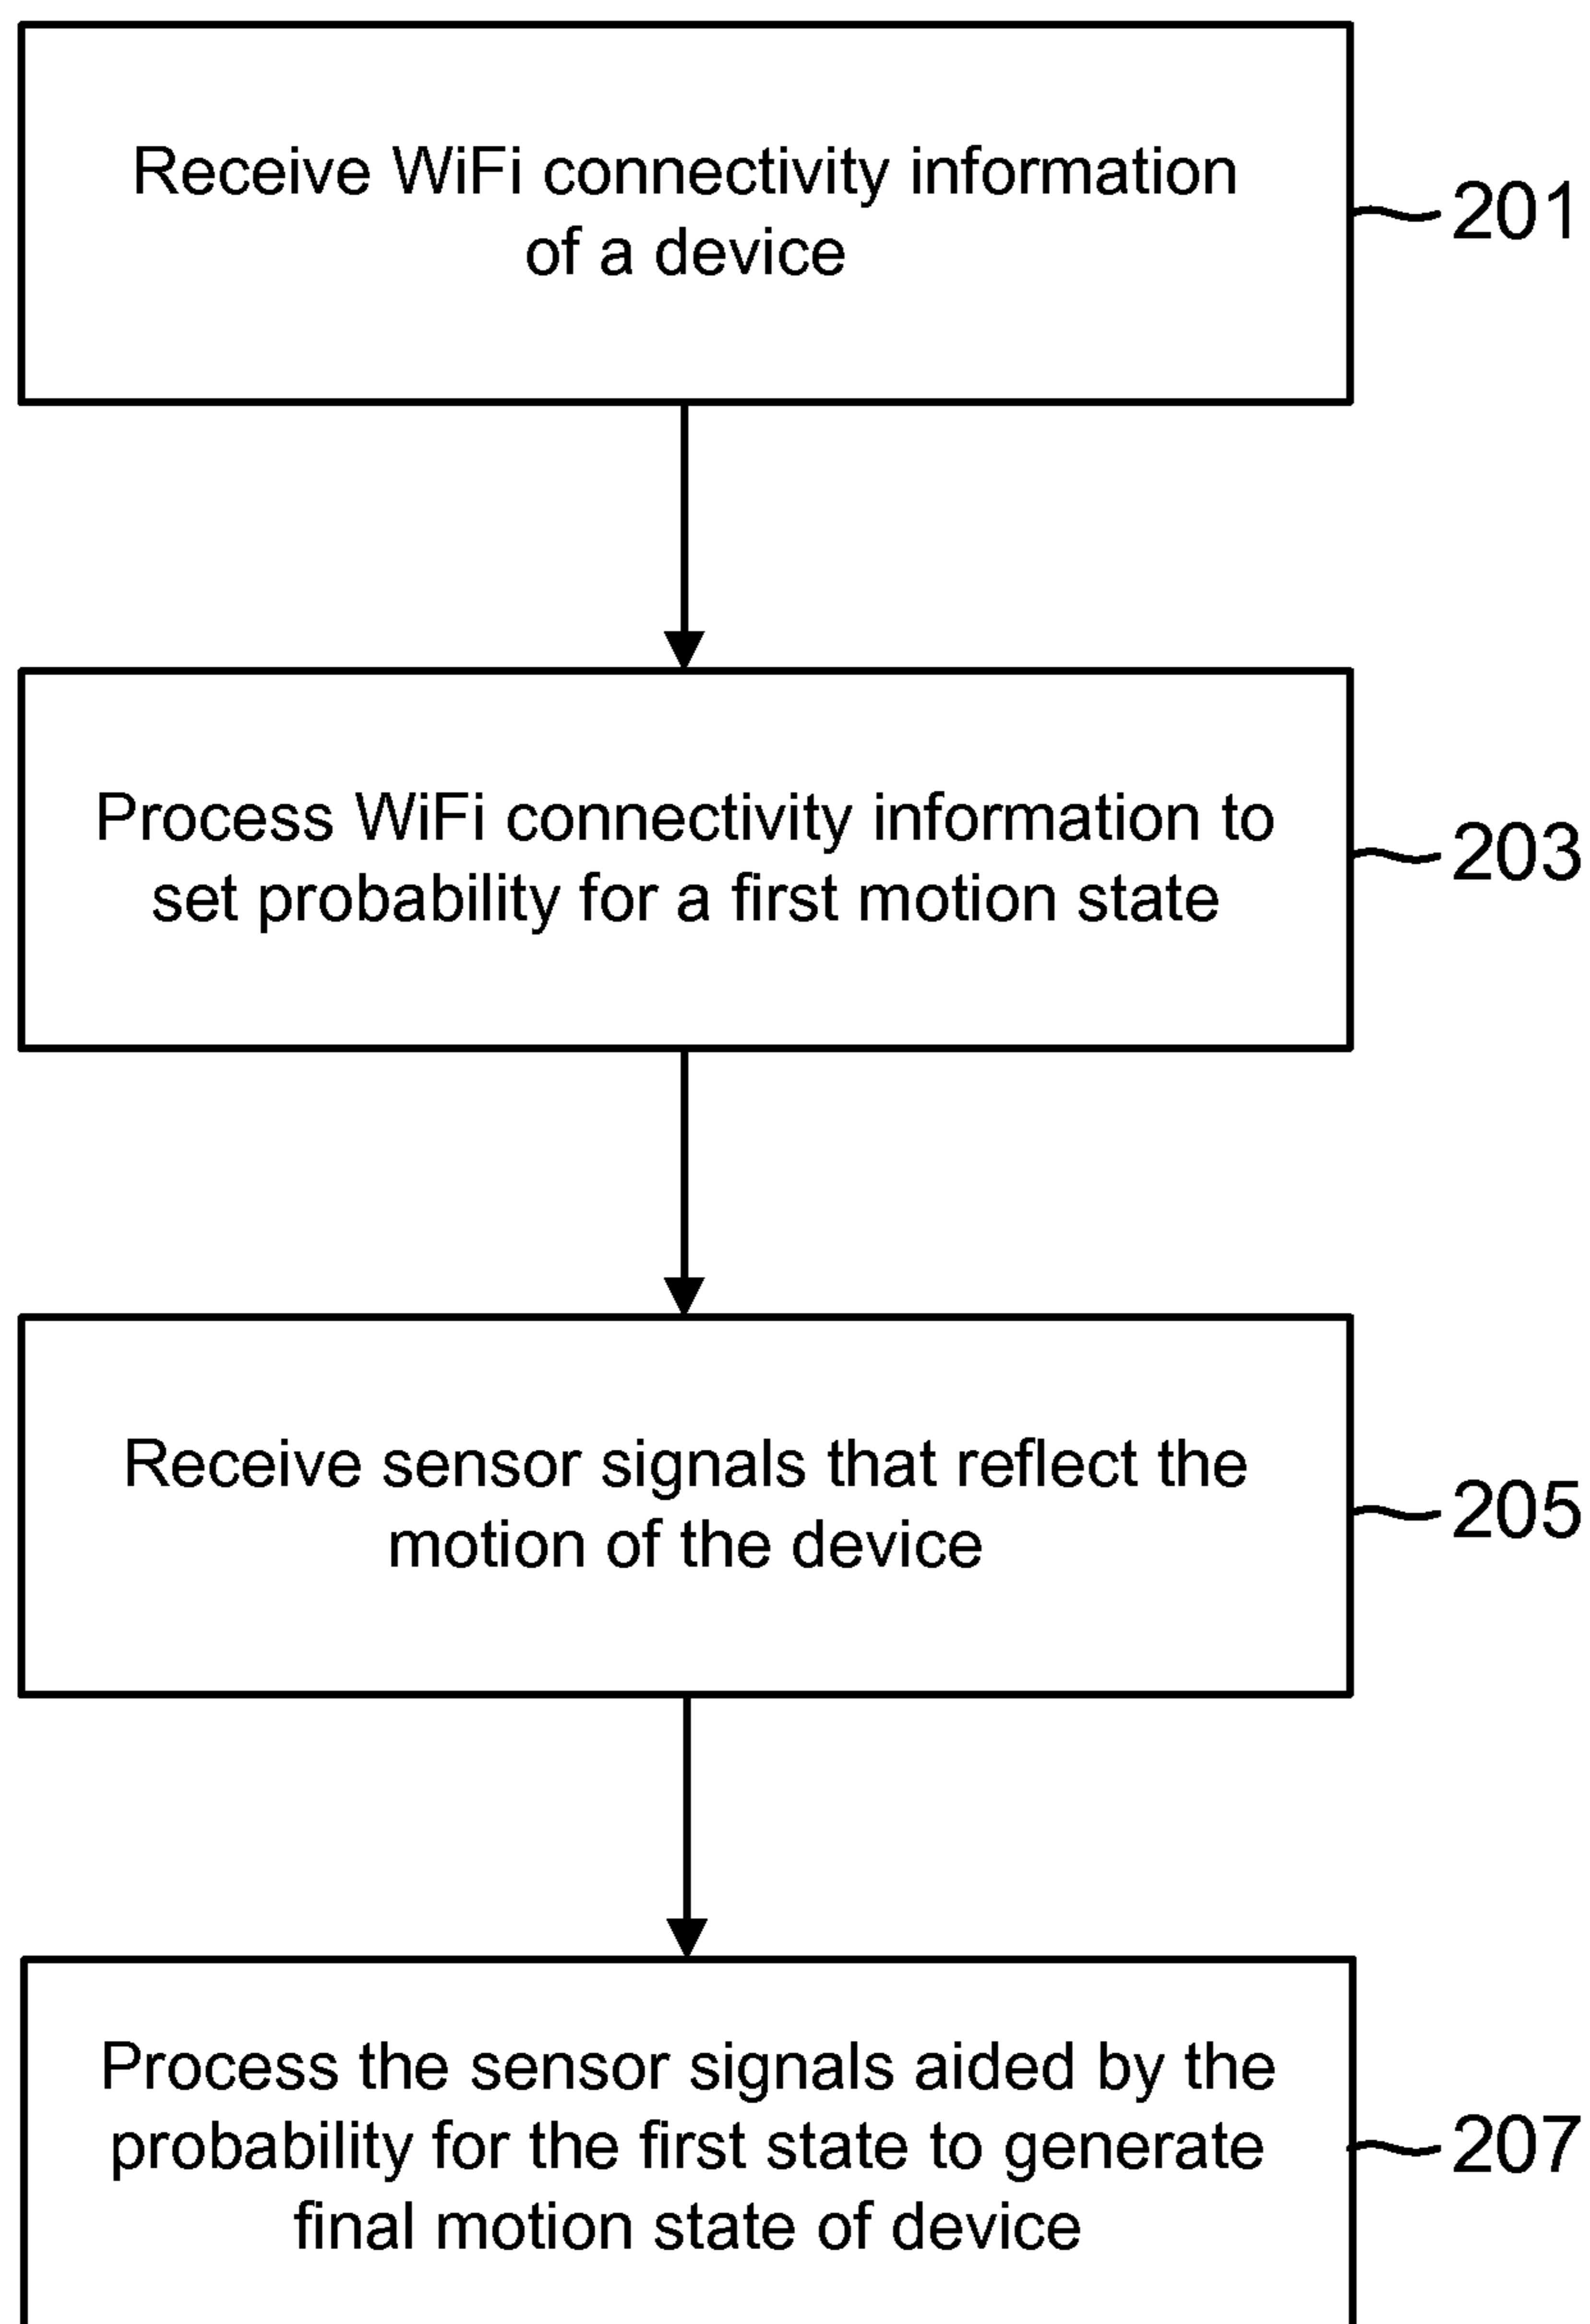 Receive WiFi connectivity information
of a device
201
Process WiFi connectivity information to
set probability for a first motion state
203
Receive sensor signals that reflect the
motion of the device
205
Process the sensor signals aided by the
probability for the first state to generate
final motion state of device
207